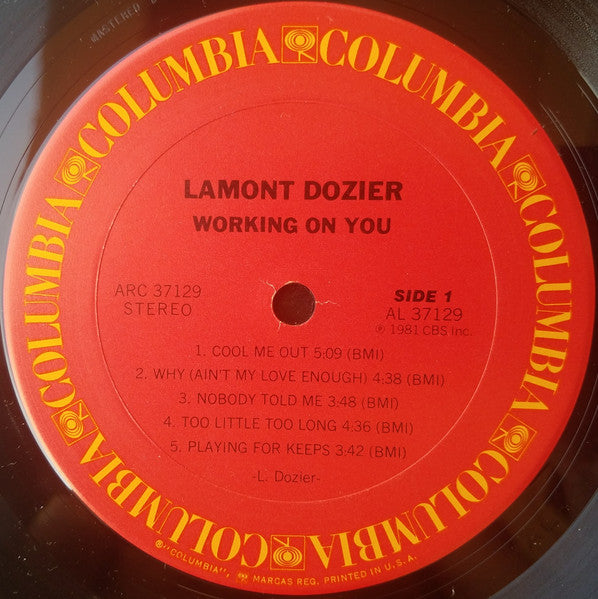 MASTERED
COLUMBIA COLUMBIA COLUMBIA COLUMBIA COLUMBIA COLUMBIA
LAMONT DOZIER
WORKING ON YOU
ARC 37129
STEREO
SIDE 1
AL 37129
℗ 1981 CBS Inc.
1. COOL ME OUT 5:09 (BMI)
2. WHY (AIN'T MY LOVE ENOUGH) 4:38 (BMI)
3. NOBODY TOLD ME 3:48 (BMI)
4. TOO LITTLE TOO LONG 4:36 (BMI)
5. PLAYING FOR KEEPS 3:42 (BMI)
-L. Dozier-
® "COLUMBIA", MARCAS REG. PRINTED IN U.S.A.